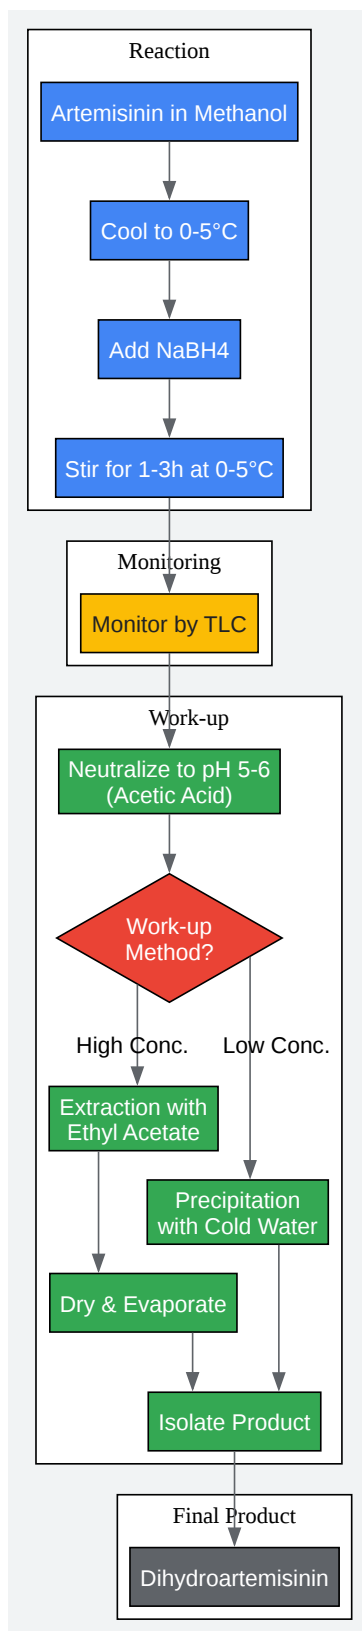 Reaction
Artemisinin in Methanol
Cool to 0-5°C
Add NaBH4
Stir for 1-3h at 0-5°C
Monitoring
Monitor by TLC
Work-up
Neutralize to pH 5-6
(Acetic Acid)
Work-up
Method?
High Conc.
Low Conc.
Extraction with
Ethyl Acetate
Precipitation
with Cold Water
Dry & Evaporate
Isolate Product
Final Product
Dihydroartemisinin